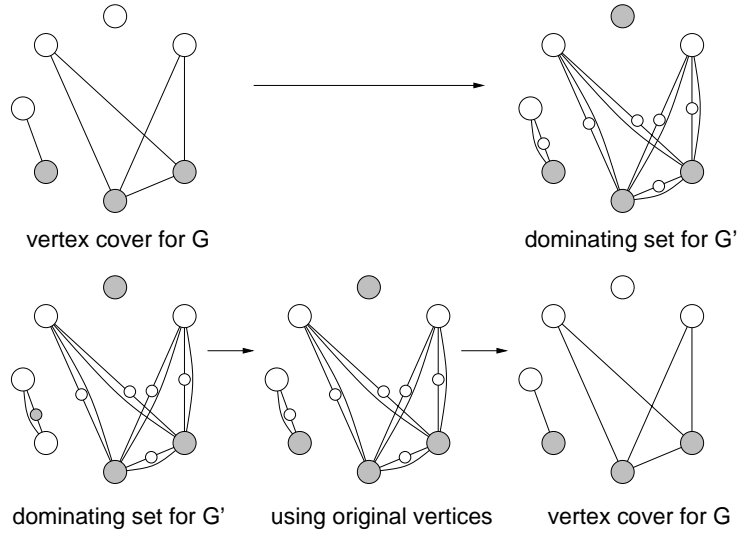 vertex cover for G
dominating set for G’
dominating set for G’
using original vertices
vertex cover for G